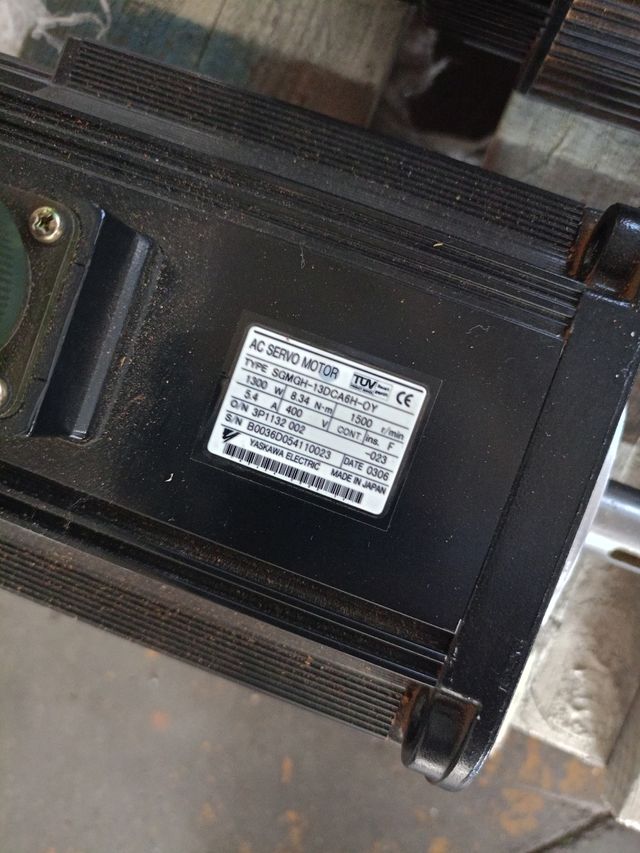 AC SERVO MOTOR TÜV CE
TYPE SGMGH-13DCA6H-OY
1300 W 8.34 N·m 1500 r/min
5.4 A 400 V CONT ins. F
O/N 3P1132 002 -023
S/N B0036D054110023 DATE 0306
YASKAWA ELECTRIC MADE IN JAPAN